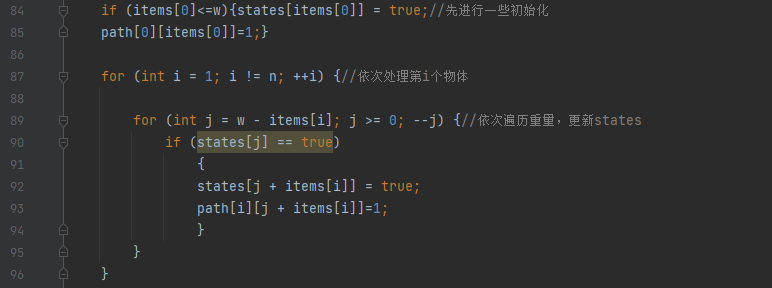 84 if (items[0]<=w){states[items[0]] = true;//先进行一些初始化
85 path[0][items[0]]=1;}
86
87 for (int i = 1; i != n; ++i) {//依次处理第i个物体
88
89 for (int j = w - items[i]; j >= 0; --j) {//依次遍历重量，更新states
90 if (states[j] == true)
91 {
92 states[j + items[i]] = true;
93 path[i][j + items[i]]=1;
94 }
95 }
96 }